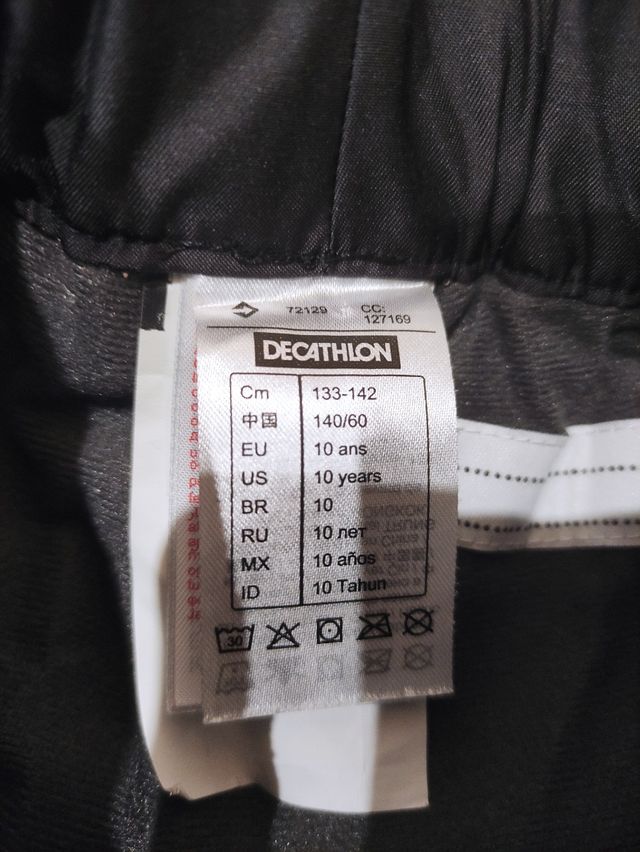 72129 CC:
127169
DECATHLON
Cm 133-142
中国 140/60
EU 10 ans
US 10 years
BR 10
RU 10 лет
MX 10 años
ID 10 Tahun
30